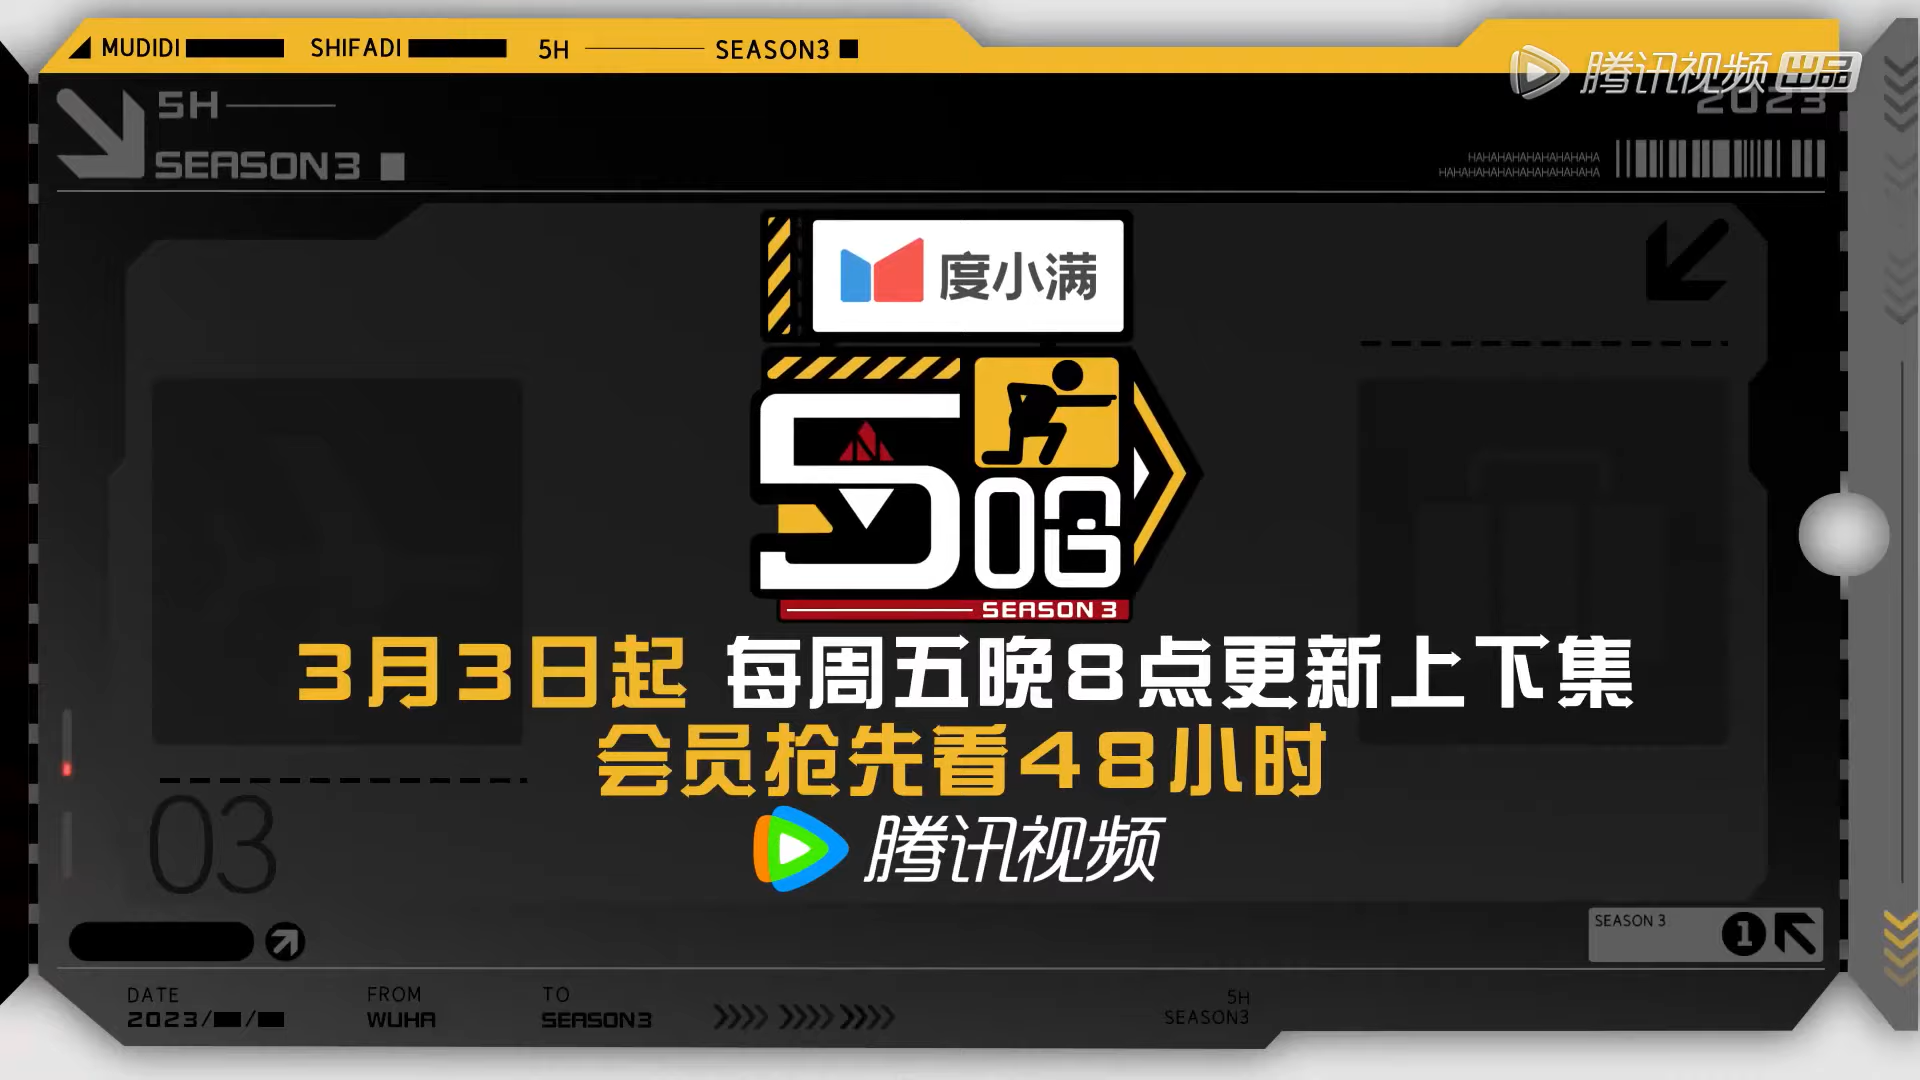 MUDIDI SHIFADI 5H SEASON3
腾讯视频 出品
5H
2023
SEASON3
HAHAHAHAHAHAHAHAHA
HAHAHAHAHAHAHAHAHAHAHA
度小满
5 哈
SEASON 3
3月3日起 每周五晚8点更新上下集
会员抢先看48小时
腾讯视频
03
SEASON 3
1
DATE FROM TO
2023/ / WUHA SEASON3
5H
SEASON3